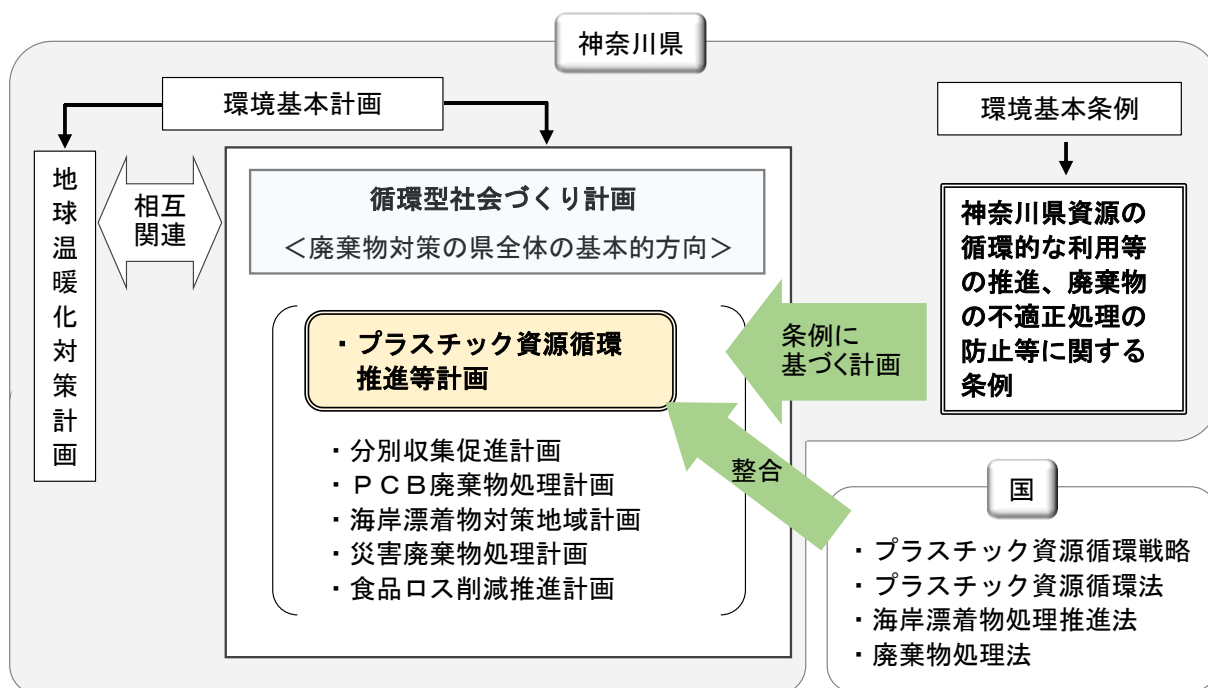 神奈川県
環境基本計画
環境基本条例
地球温暖化対策計画
相互
関連
循環型社会づくり計画
＜廃棄物対策の県全体の基本的方向＞
・プラスチック資源循環
推進等計画
・分別収集促進計画
・ＰＣＢ廃棄物処理計画
・海岸漂着物対策地域計画
・災害廃棄物処理計画
・食品ロス削減推進計画
条例に
基づく計画
神奈川県資源の
循環的な利用等
の推進、廃棄物
の不適正処理の
防止等に関する
条例
整合
国
・プラスチック資源循環戦略
・プラスチック資源循環法
・海岸漂着物処理推進法
・廃棄物処理法